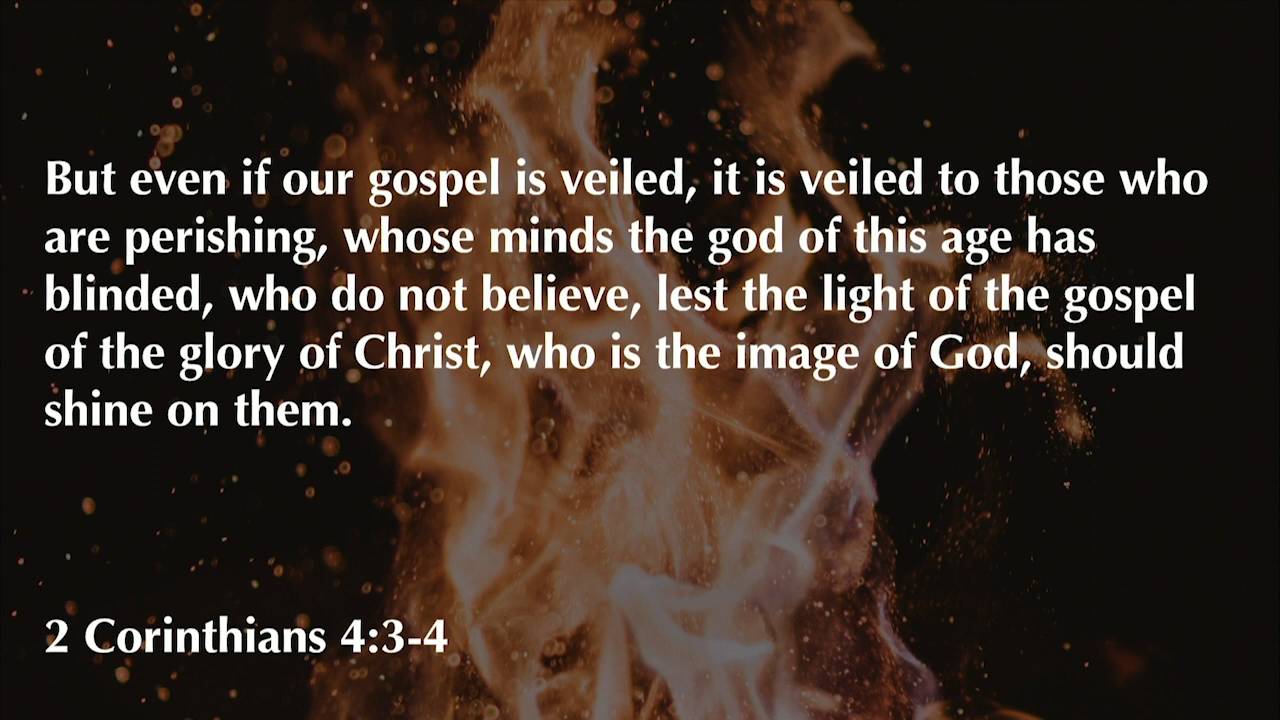 But even if our gospel is veiled, it is veiled to those who
are perishing, whose minds the god of this age has
blinded, who do not believe, lest the light of the gospel
of the glory of Christ, who is the image of God, should
shine on them.
2 Corinthians 4:3-4